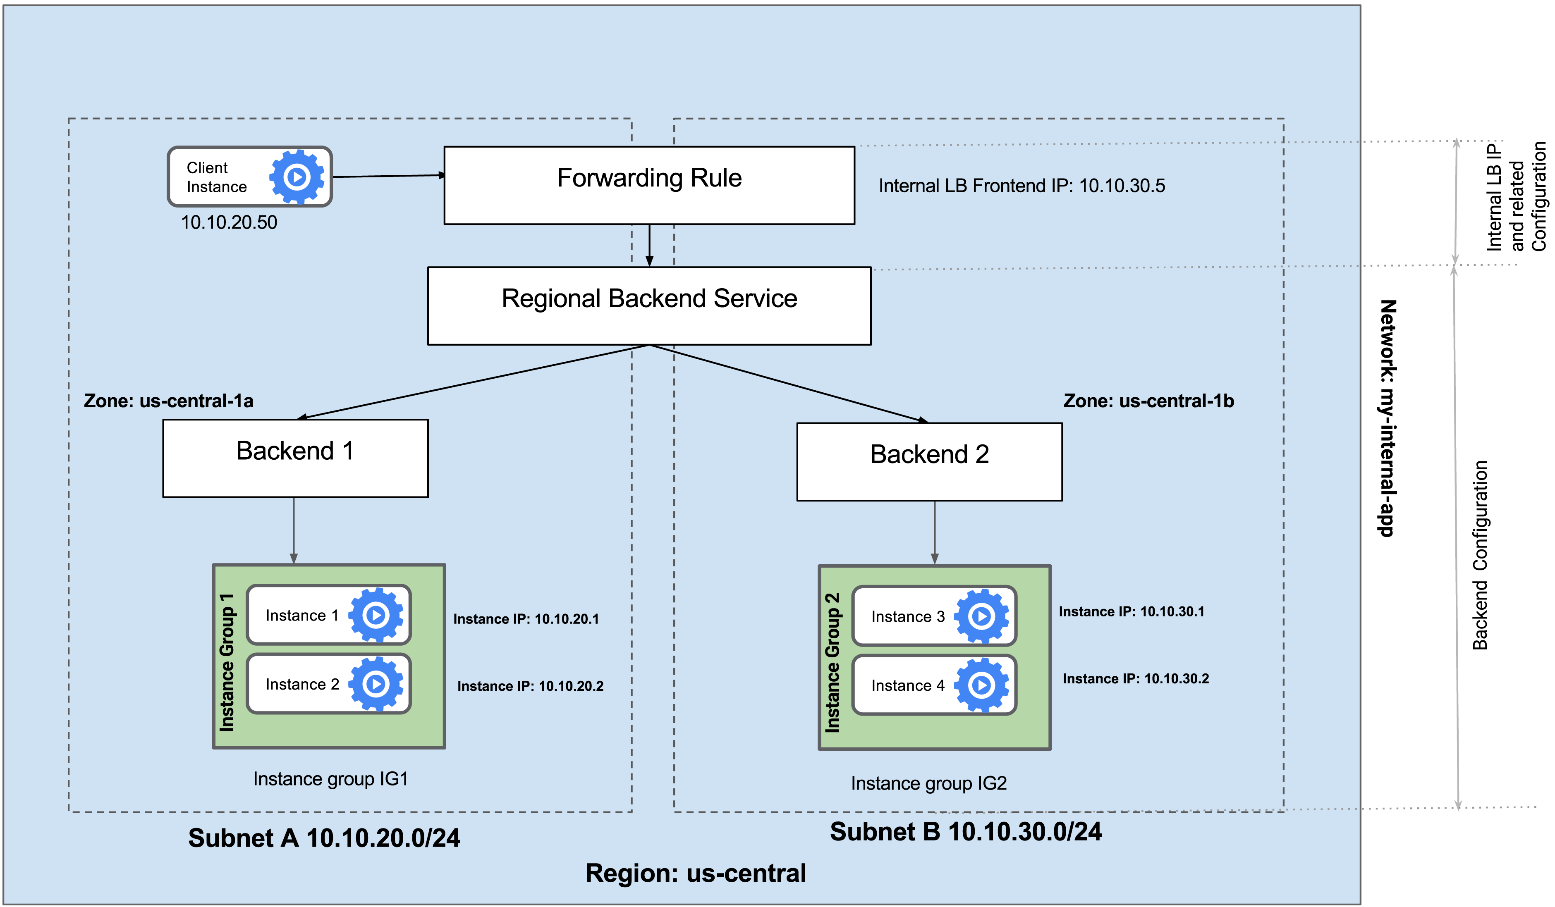 Client
Instance
10.10.20.50
Forwarding Rule
Internal LB Frontend IP: 10.10.30.5
Internal LB IP
and related
Configuration
Regional Backend Service
Zone: us-central-1a
Zone: us-central-1b
Network: my-internal-app
Backend 1
Backend 2
Backend Configuration
Instance Group 1
Instance 1
Instance IP: 10.10.20.1
Instance 2
Instance IP: 10.10.20.2
Instance group IG1
Instance Group 2
Instance 3
Instance IP: 10.10.30.1
Instance 4
Instance IP: 10.10.30.2
Instance group IG2
Subnet A 10.10.20.0/24
Subnet B 10.10.30.0/24
Region: us-central